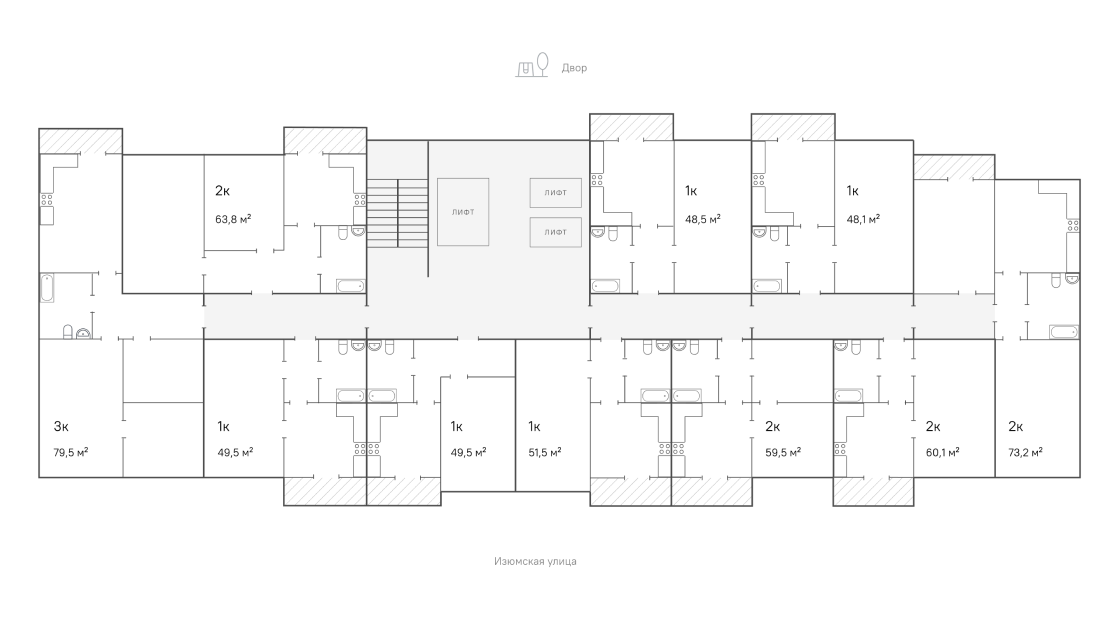 Двор
2к
63,8 м²
ЛИФТ
ЛИФТ
ЛИФТ
1к
48,5 м²
1к
48,1 м²
3к
79,5 м²
1к
49,5 м²
1к
49,5 м²
1к
51,5 м²
2к
59,5 м²
2к
60,1 м²
2к
73,2 м²
Изюмская улица